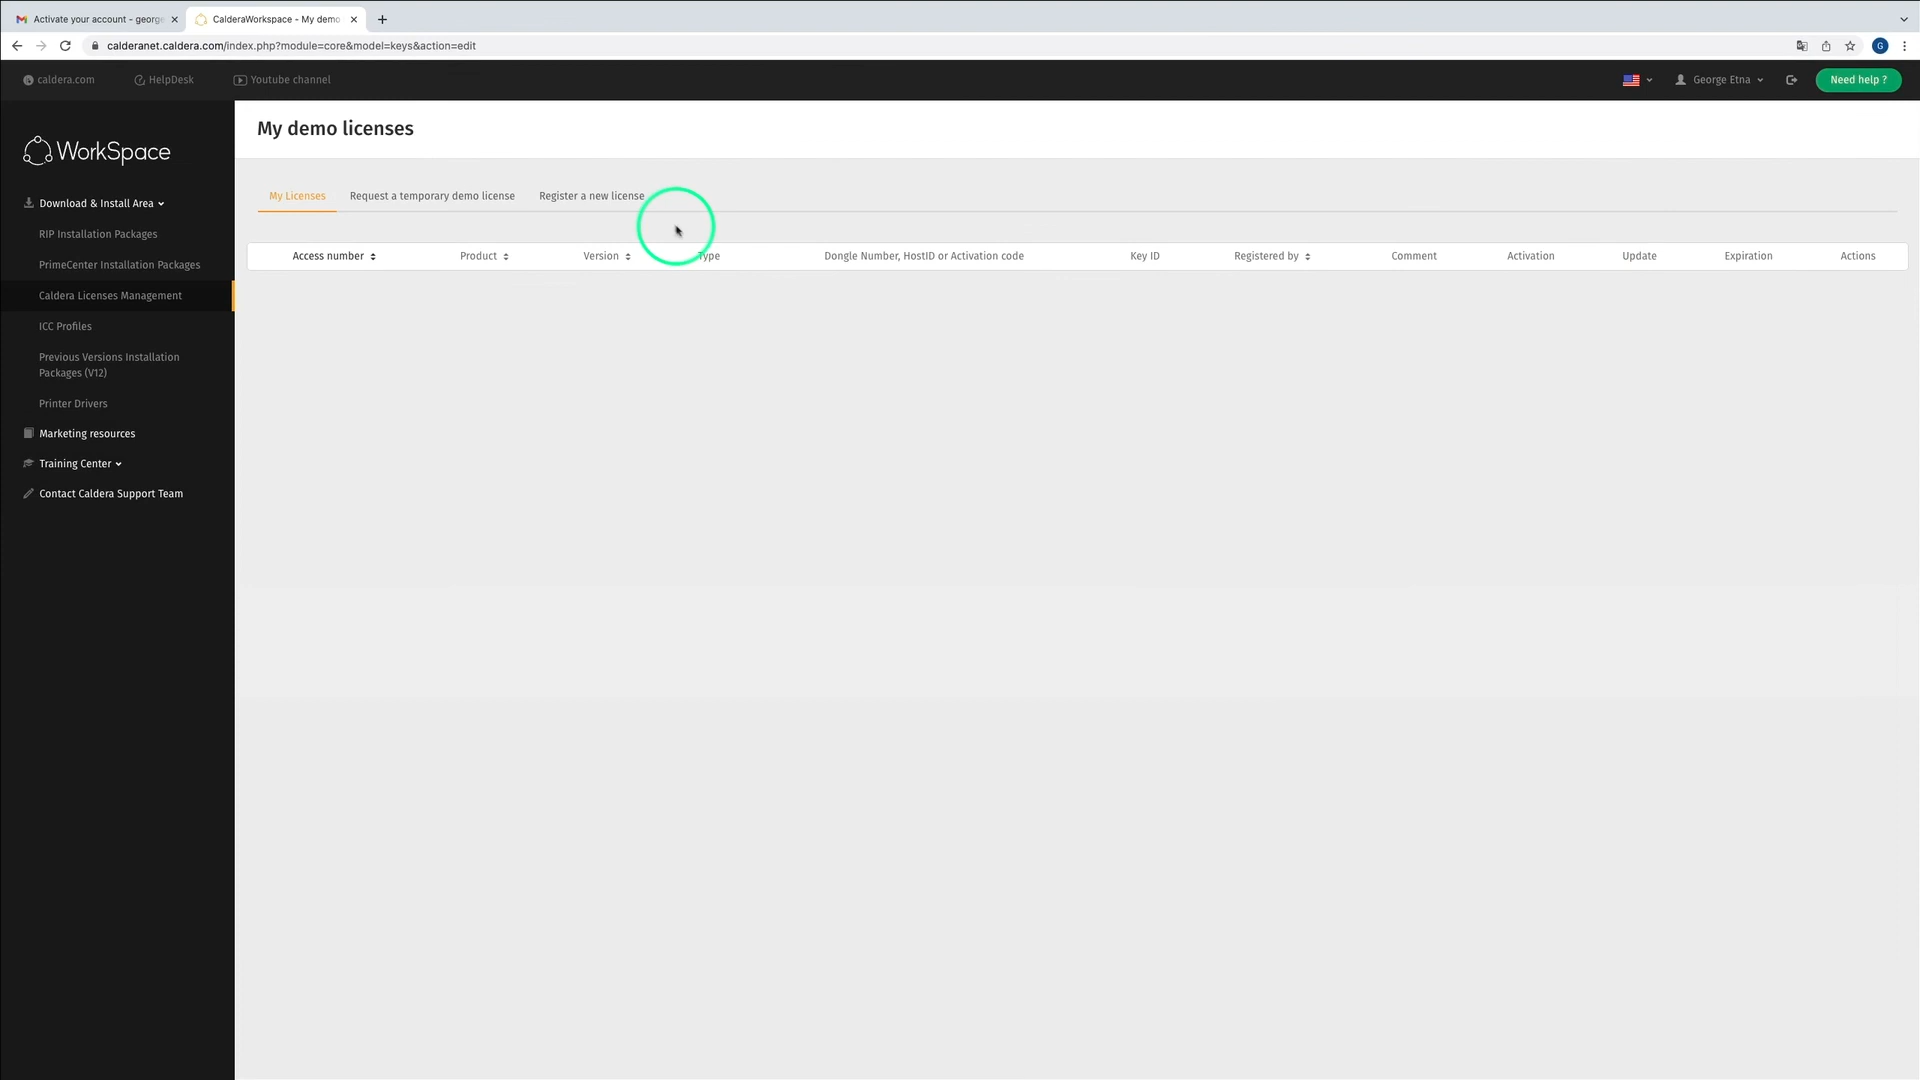 Activate your account - george
CalderaWorkspace - My demo
calderanet.caldera.com/index.php?module=core&model=keys&action=edit
G
caldera.com
HelpDesk
Youtube channel
George Etna
Need help ?
WorkSpace
Download & Install Area
RIP Installation Packages
PrimeCenter Installation Packages
Caldera Licenses Management
ICC Profiles
Previous Versions Installation
Packages (V12)
Printer Drivers
Marketing resources
Training Center
Contact Caldera Support Team
My demo licenses
My Licenses
Request a temporary demo license
Register a new license
Access number
Product
Version
Type
Dongle Number, HostID or Activation code
Key ID
Registered by
Comment
Activation
Update
Expiration
Actions